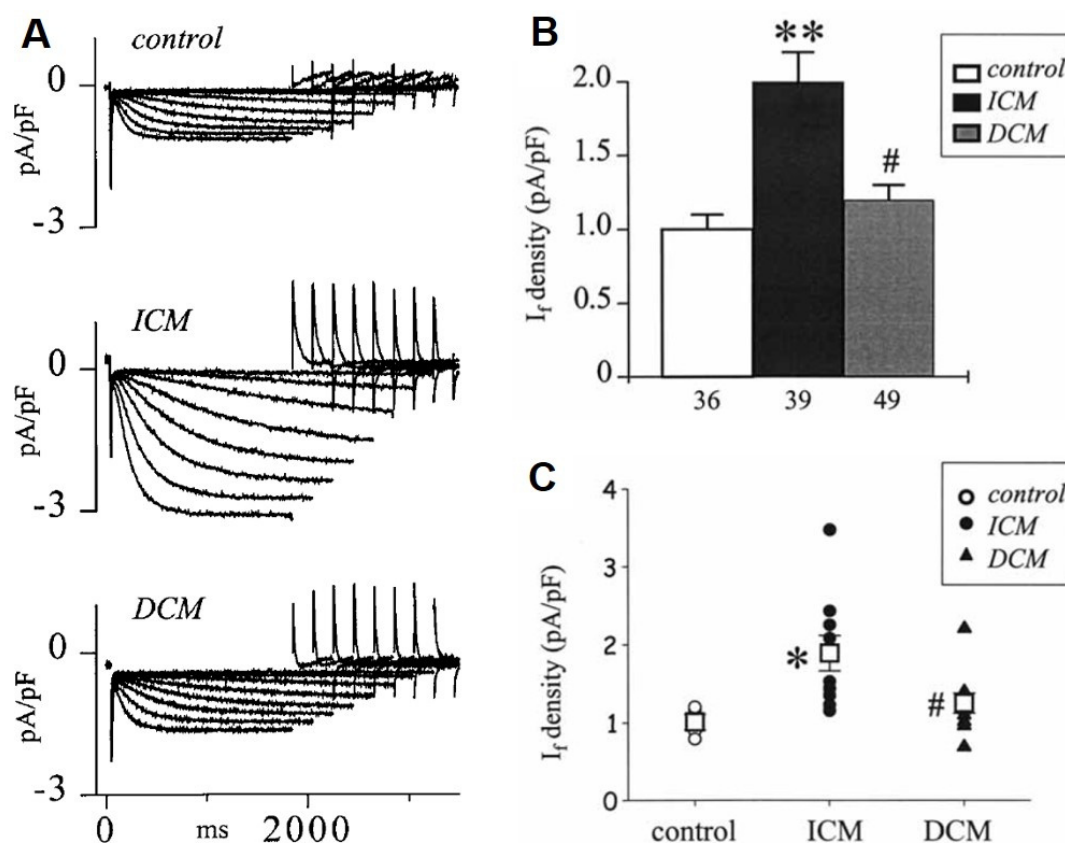 A
control
0
pA/pF
-3
ICM
0
pA/pF
-3
DCM
0
pA/pF
-3
0 ms 2000
B
**
#
control
ICM
DCM
2.0
1.5
1.0
0.5
0
If density (pA/pF)
36 39 49
C
control
ICM
DCM
4
3
2
1
0
If density (pA/pF)
*
#
control ICM DCM